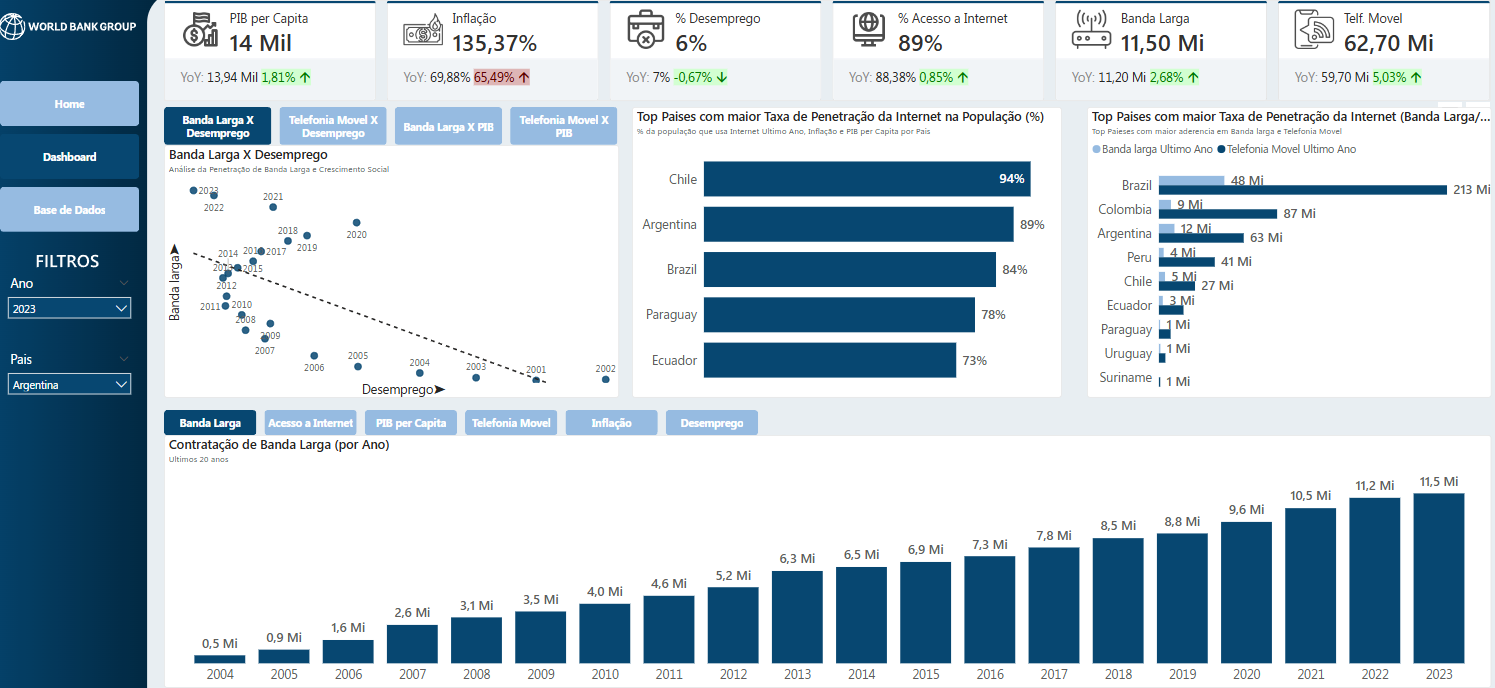 WORLD BANK GROUP
Home
Dashboard
Base de Dados
FILTROS
Ano
2023
Pais
Argentina
PIB per Capita
14 Mil
YoY: 13,94 Mil 1,81%
Inflação
135,37%
YoY: 69,88% 65,49%
% Desemprego
6%
YoY: 7% -0,67%
% Acesso a Internet
89%
YoY: 88,38% 0,85%
Banda Larga
11,50 Mi
YoY: 11,20 Mi 2,68%
Telf. Movel
62,70 Mi
YoY: 59,70 Mi 5,03%
Banda Larga X
Desemprego
Telefonia Movel X
Desemprego
Banda Larga X PIB
Telefonia Movel X
PIB
Banda Larga X Desemprego
Análise da Penetração de Banda Larga e Crescimento Social
2023
2022
2021
2020
2018
2019
2017
2014
2015
2012
2011
2010
2008
2009
2007
2006
2005
2004
2003
2001
2002
Banda larga
Desemprego
Top Paises com maior Taxa de Penetração da Internet na População (%)
% da população que usa Internet Ultimo Ano, Inflação e PIB per Capita por País
Chile 94%
Argentina 89%
Brazil 84%
Paraguay 78%
Ecuador 73%
Top Paises com maior Taxa de Penetração da Internet (Banda Larga/...
Top Paieses com maior aderencia em Banda larga e Telefonia Movel
Banda larga Ultimo Ano Telefonia Movel Ultimo Ano
Brazil 48 Mi 213 Mi
Colombia 9 Mi 87 Mi
Argentina 12 Mi 63 Mi
Peru 4 Mi 41 Mi
Chile 5 Mi 27 Mi
Ecuador 3 Mi
Paraguay 1 Mi
Uruguay 1 Mi
Suriname 1 Mi
Banda Larga
Acesso a Internet
PIB per Capita
Telefonia Movel
Inflação
Desemprego
Contratação de Banda Larga (por Ano)
Ultimos 20 anos
0,5 Mi 0,9 Mi 1,6 Mi 2,6 Mi 3,1 Mi 3,5 Mi 4,0 Mi 4,6 Mi 5,2 Mi 6,3 Mi 6,5 Mi 6,9 Mi 7,3 Mi 7,8 Mi 8,5 Mi 8,8 Mi 9,6 Mi 10,5 Mi 11,2 Mi 11,5 Mi
2004 2005 2006 2007 2008 2009 2010 2011 2012 2013 2014 2015 2016 2017 2018 2019 2020 2021 2022 2023